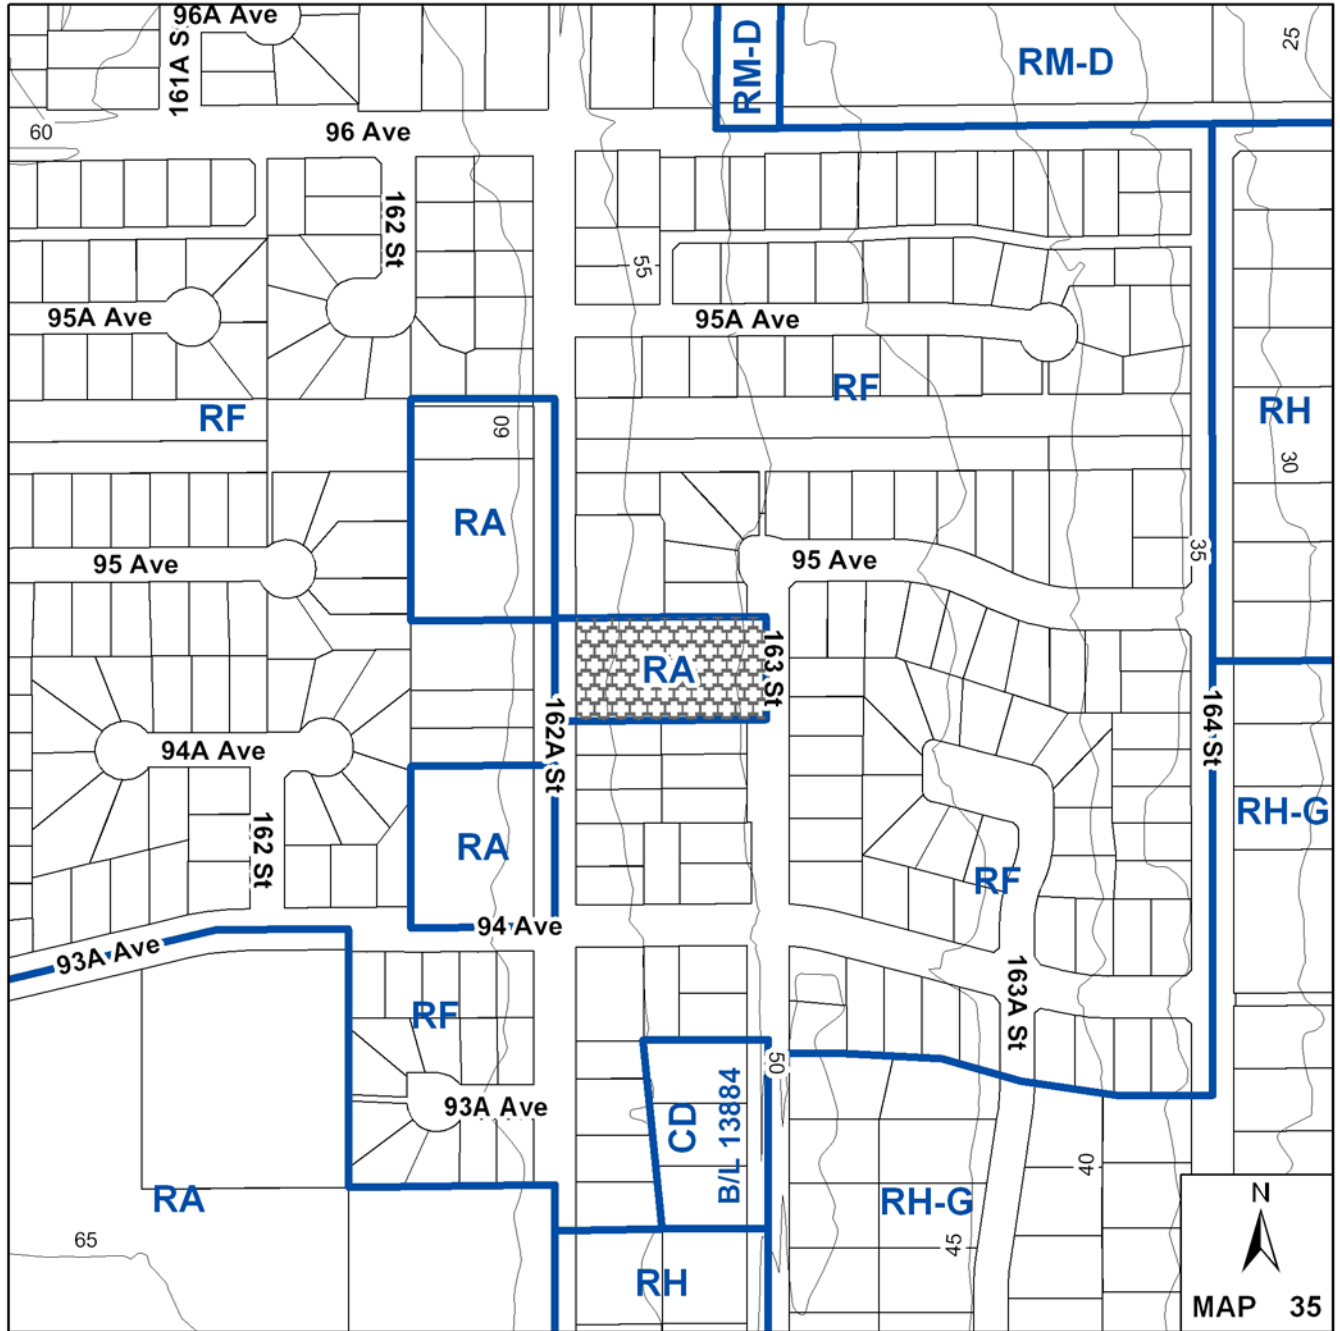 96A Ave
161A St
RM-D
RM-D
25
60
96 Ave
162 St
55
95A Ave
95A Ave
RF
RF
RH
60
30
RA
95 Ave
95 Ave
35
RA
163 St
162A St
94A Ave
164 St
RH-G
162 St
RA
RF
94 Ave
93A Ave
163A St
RF
50
93A Ave
CD
B/L 13884
40
RA
RH-G
65
45
N
RH
MAP 35